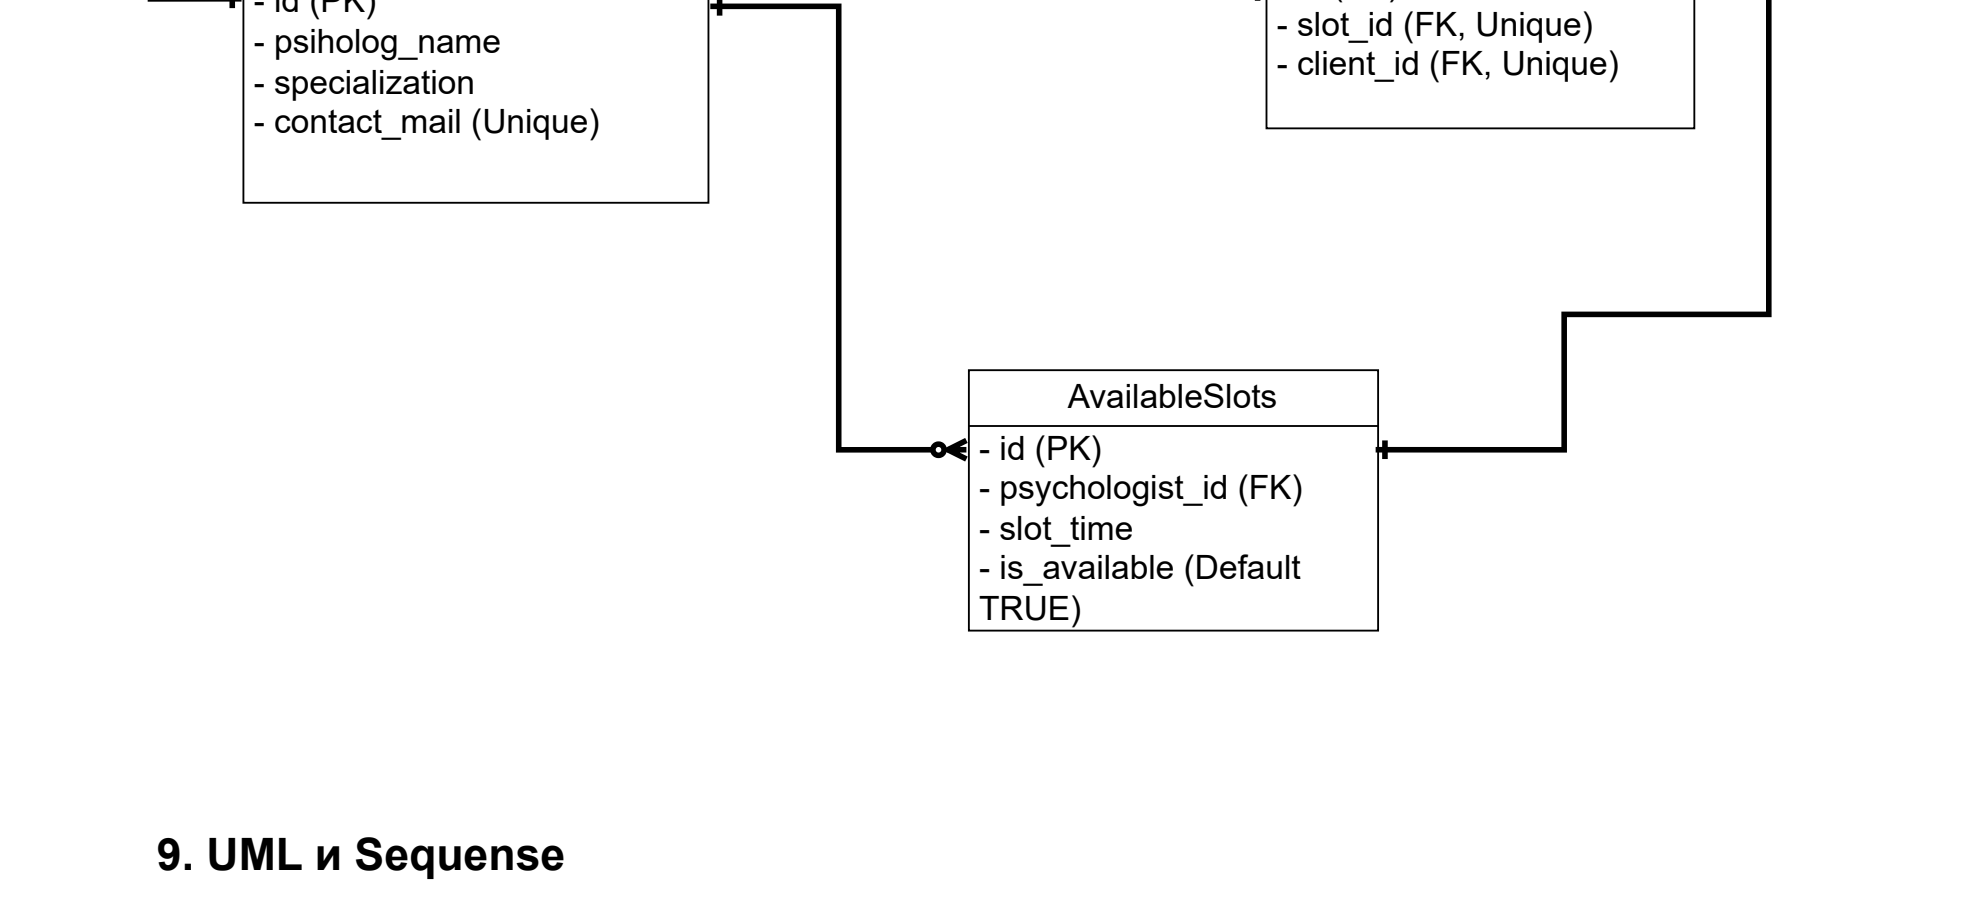 - id (PK)
- psiholog_name
- specialization
- contact_mail (Unique)
- slot_id (FK, Unique)
- client_id (FK, Unique)
AvailableSlots
- id (PK)
- psychologist_id (FK)
- slot_time
- is_available (Default
TRUE)
9. UML и Sequense